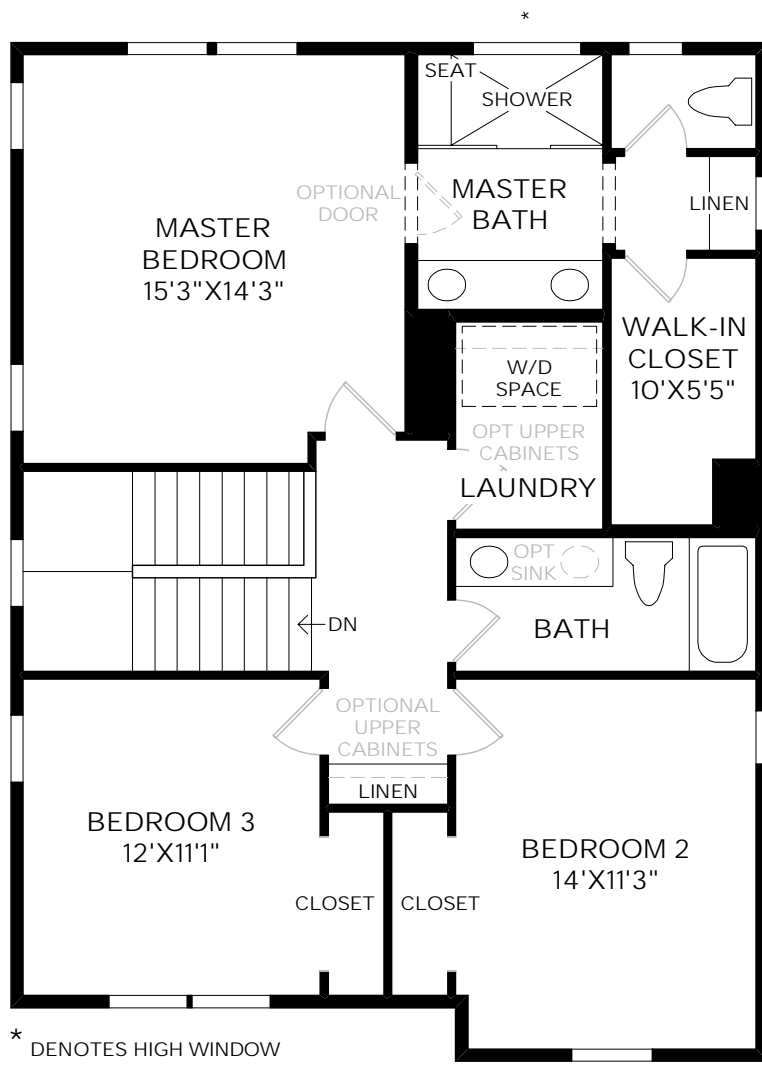 *
SEAT
SHOWER
OPTIONAL
DOOR
MASTER
BATH
LINEN
MASTER
BEDROOM
15'3"X14'3"
WALK-IN
CLOSET
10'X5'5"
W/D
SPACE
OPT UPPER
CABINETS
LAUNDRY
OPT
SINK
DN
BATH
OPTIONAL
UPPER
CABINETS
LINEN
BEDROOM 3
12'X11'1"
BEDROOM 2
14'X11'3"
CLOSET
CLOSET
* DENOTES HIGH WINDOW